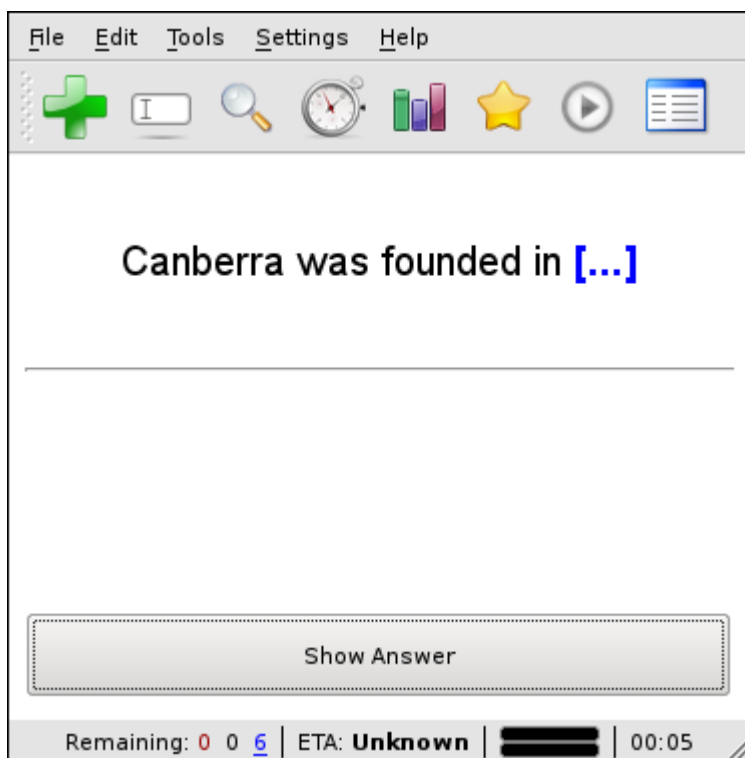 File Edit Tools Settings Help
Canberra was founded in [...]
Show Answer
Remaining: 0 0 6 ETA: Unknown 00:05